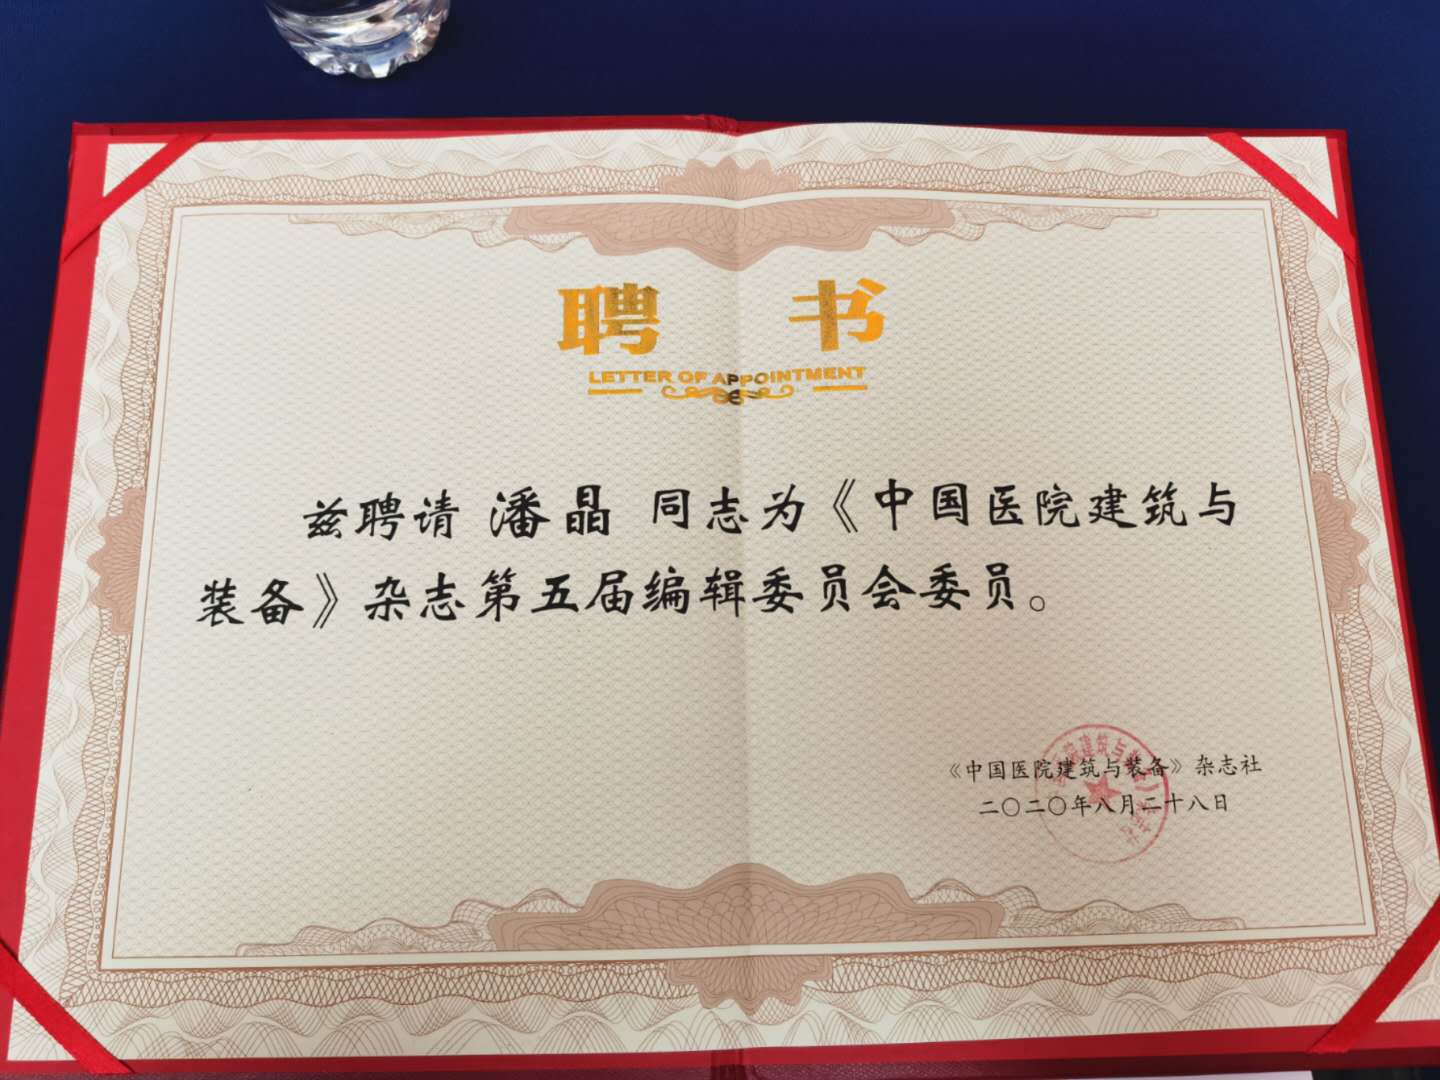 聘 书
LETTER OF APPOINTMENT
兹聘请 潘晶 同志为《中国医院建筑与
装备》杂志第五届编辑委员会委员。
《中国医院建筑与装备》杂志社
二〇二〇年八月二十八日